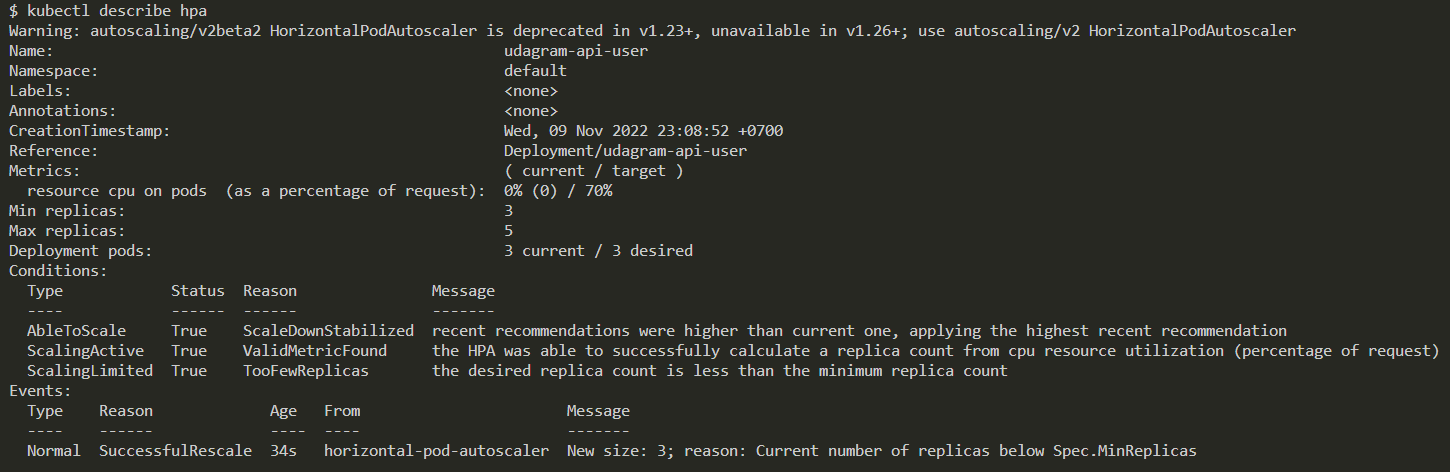 $ kubectl describe hpa
Warning: autoscaling/v2beta2 HorizontalPodAutoscaler is deprecated in v1.23+, unavailable in v1.26+; use autoscaling/v2 HorizontalPodAutoscaler
Name:                                                  udagram-api-user
Namespace:                                             default
Labels:                                                <none>
Annotations:                                           <none>
CreationTimestamp:                                     Wed, 09 Nov 2022 23:08:52 +0700
Reference:                                             Deployment/udagram-api-user
Metrics:                                               ( current / target )
  resource cpu on pods  (as a percentage of request):  0% (0) / 70%
Min replicas:                                          3
Max replicas:                                          5
Deployment pods:                                       3 current / 3 desired
Conditions:
  Type            Status  Reason             Message
  ----            ------  ------             -------
  AbleToScale     True    ScaleDownStabilized  recent recommendations were higher than current one, applying the highest recent recommendation
  ScalingActive   True    ValidMetricFound     the HPA was able to successfully calculate a replica count from cpu resource utilization (percentage of request)
  ScalingLimited  True    TooFewReplicas       the desired replica count is less than the minimum replica count
Events:
  Type    Reason             Age   From                       Message
  ----    ------             ----  ----                       -------
  Normal  SuccessfulRescale  34s   horizontal-pod-autoscaler  New size: 3; reason: Current number of replicas below Spec.MinReplicas